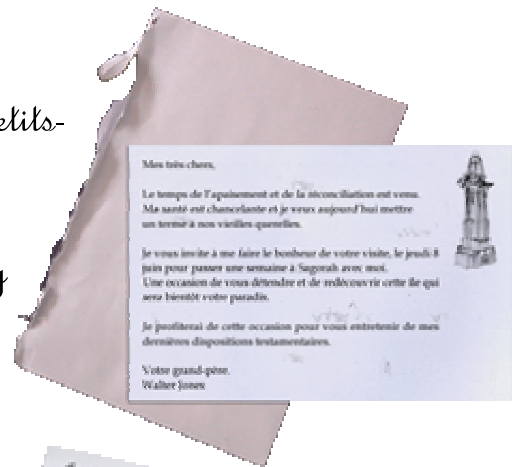 etits-
y
Mes très chers,
Le temps de l'apaisement et de la réconciliation est venu.
Ma santé est chancelante et je veux aujourd'hui mettre
un terme à nos vieilles querelles.
Je vous invite à me faire le bonheur de votre visite, le jeudi 8
juin pour passer une semaine à Sagorah avec moi.
Une occasion de vous détendre et de redécouvrir cette île qui
sera bientôt votre paradis.
Je profiterai de cette occasion pour vous entretenir de mes
dernières dispositions testamentaires.
Votre grand-père.
Walter Jones